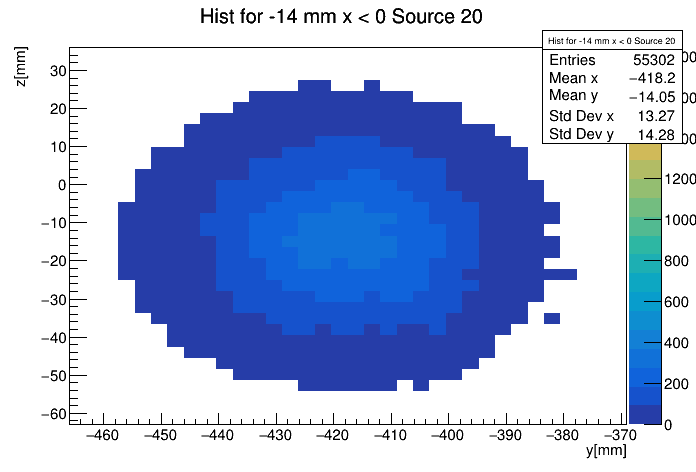 Hist for -14 mm x < 0 Source 20
Hist for -14 mm x < 0 Source 20
Entries 55302
Mean x −418.2
Mean y −14.05
Std Dev x 13.27
Std Dev y 14.28
z[mm]
30
20
10
0
−10
−20
−30
−40
−50
−60
−460 −450 −440 −430 −420 −410 −400 −390 −380 −370
y[mm]
1200
1000
800
600
400
200
0